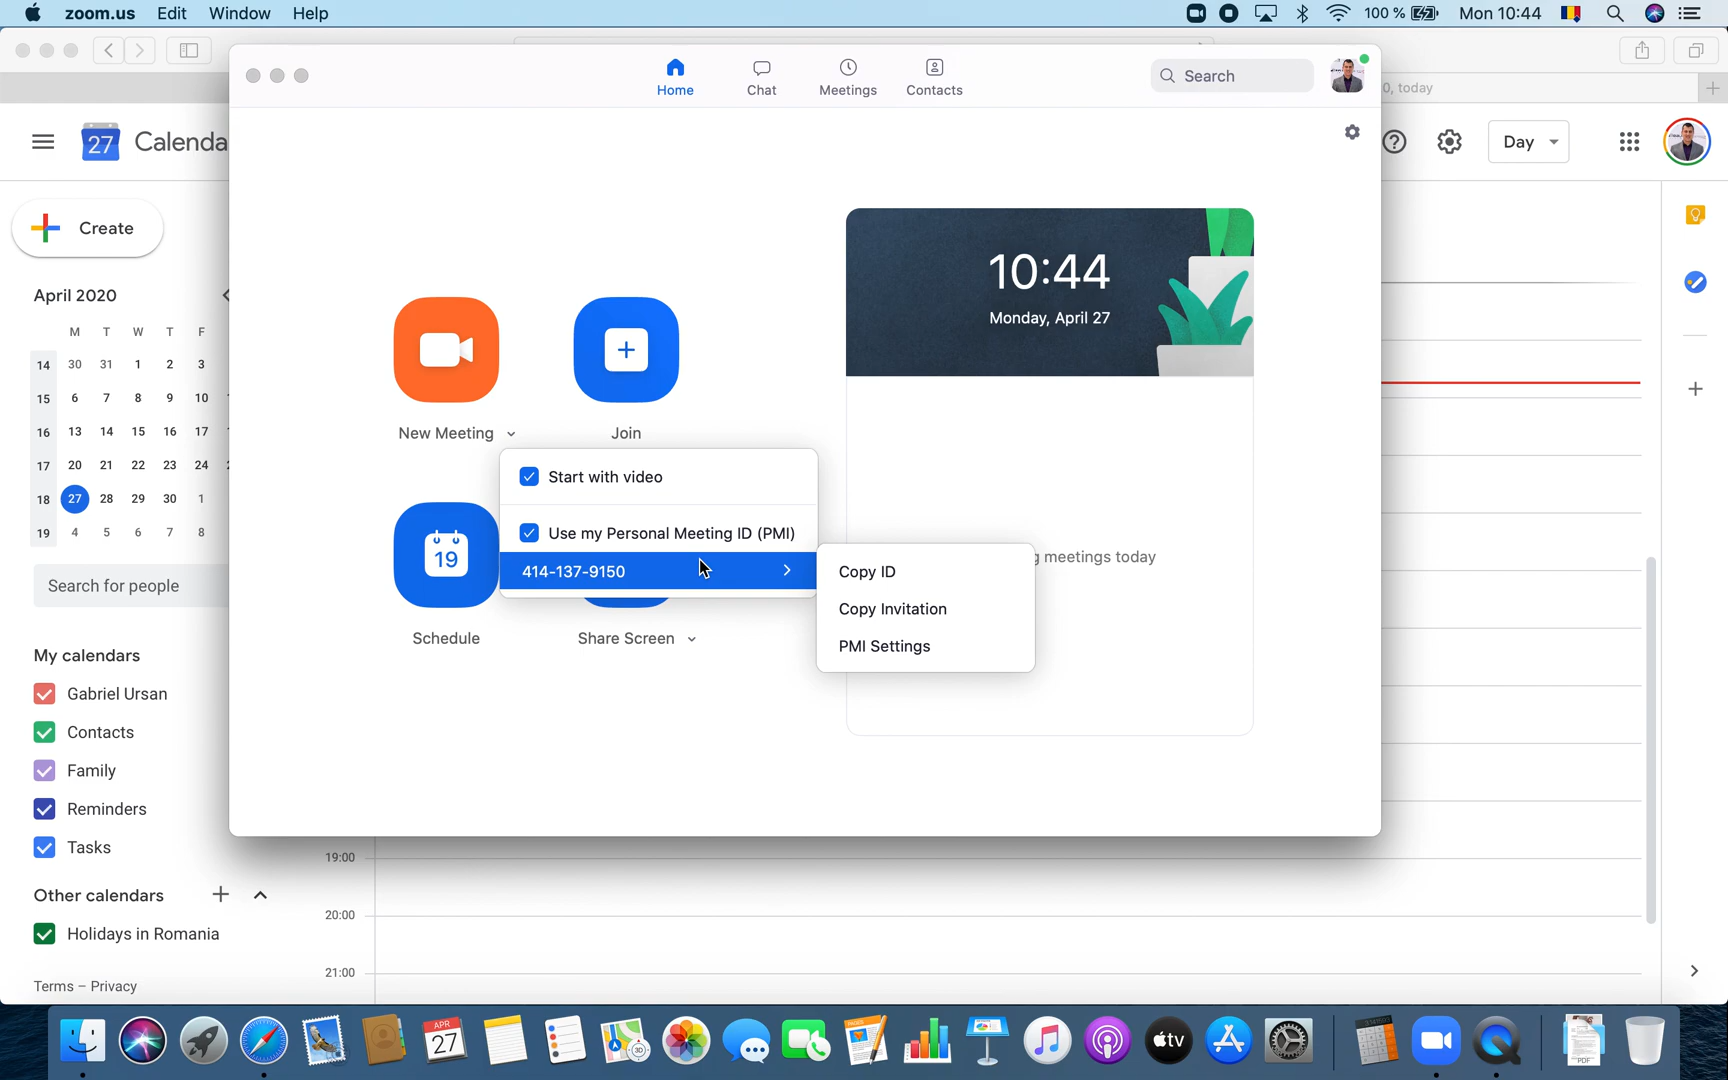 zoom.us Edit Window Help
100 % Mon 10:44
Home Chat Meetings Contacts
Search
0, today
27 Calenda
Day
Create
10:44
Monday, April 27
April 2020
M T W T F
14 30 31 1 2 3
15 6 7 8 9 10
16 13 14 15 16 17
17 20 21 22 23 24
18 27 28 29 30 1
19 4 5 6 7 8
New Meeting Join
Start with video
Use my Personal Meeting ID (PMI)
414-137-9150
Copy ID
Copy Invitation
PMI Settings
g meetings today
19
Schedule Share Screen
Search for people
My calendars
Gabriel Ursan
Contacts
Family
Reminders
Tasks
Other calendars
Holidays in Romania
Terms – Privacy
19:00
20:00
21:00
APR
27
3D
PAGES
tv
PDF